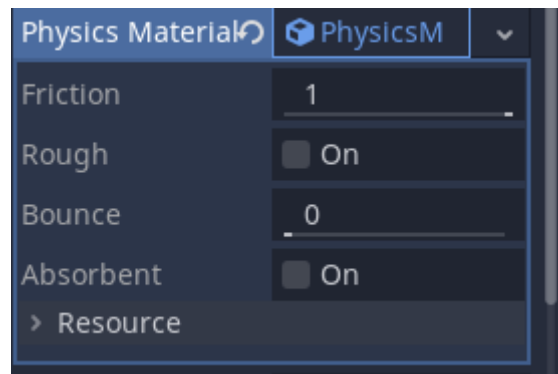 Physics Material PhysicsM
Friction 1
Rough On
Bounce 0
Absorbent On
Resource